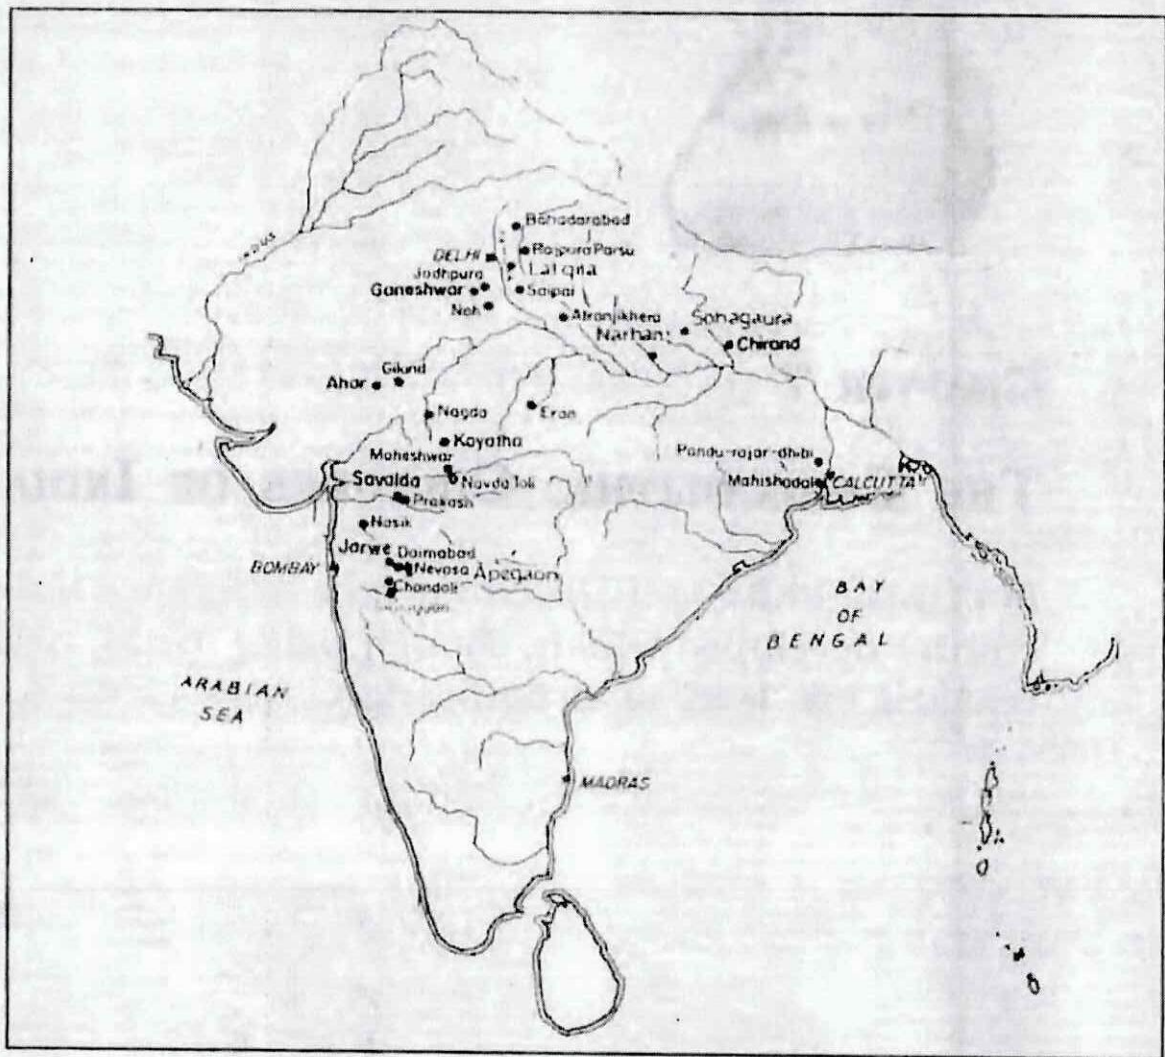 INDUS
Bahadarabad
DELHI
Rajpura Parsu
Lal qila
Jodhpura
Ganeshwar
Saipai
Noh
Atranjikhera
Sohagaura
Narhan
Chirand
Gilund
Ahar
Nagda
Eran
Kayatha
Maheshwar
Navda Toli
Savalda
Prakash
Pandu-rajar-dhibi
Mahishadal
CALCUTTA
Nasik
Jorwe
Daimabad
BOMBAY
Nevasa
Apegaon
Chandoli
BAY
OF
BENGAL
ARABIAN
SEA
MADRAS